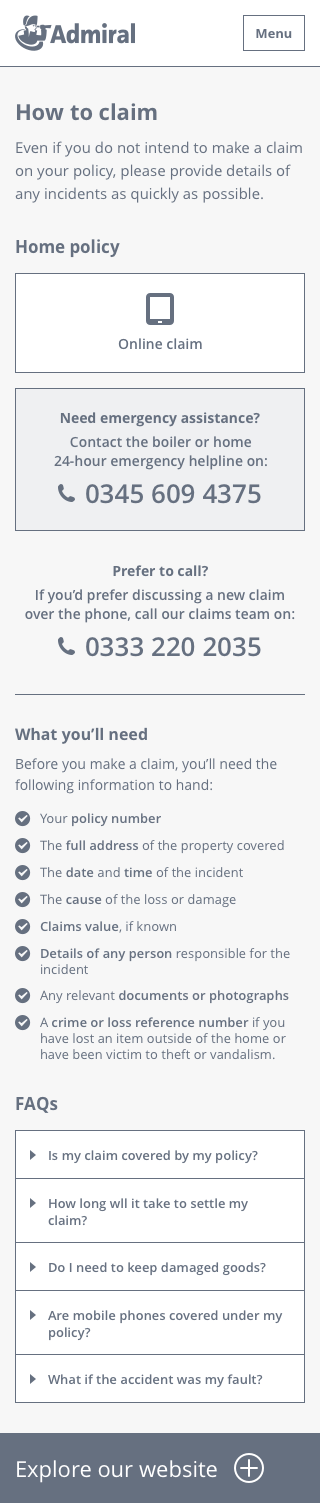 Admiral
Menu
How to claim
Even if you do not intend to make a claim
on your policy, please provide details of
any incidents as quickly as possible.
Home policy
Online claim
Need emergency assistance?
Contact the boiler or home
24-hour emergency helpline on:
0345 609 4375
Prefer to call?
If you’d prefer discussing a new claim
over the phone, call our claims team on:
0333 220 2035
What you’ll need
Before you make a claim, you’ll need the
following information to hand:
Your policy number
The full address of the property covered
The date and time of the incident
The cause of the loss or damage
Claims value, if known
Details of any person responsible for the
incident
Any relevant documents or photographs
A crime or loss reference number if you
have lost an item outside of the home or
have been victim to theft or vandalism.
FAQs
Is my claim covered by my policy?
How long wll it take to settle my
claim?
Do I need to keep damaged goods?
Are mobile phones covered under my
policy?
What if the accident was my fault?
Explore our website